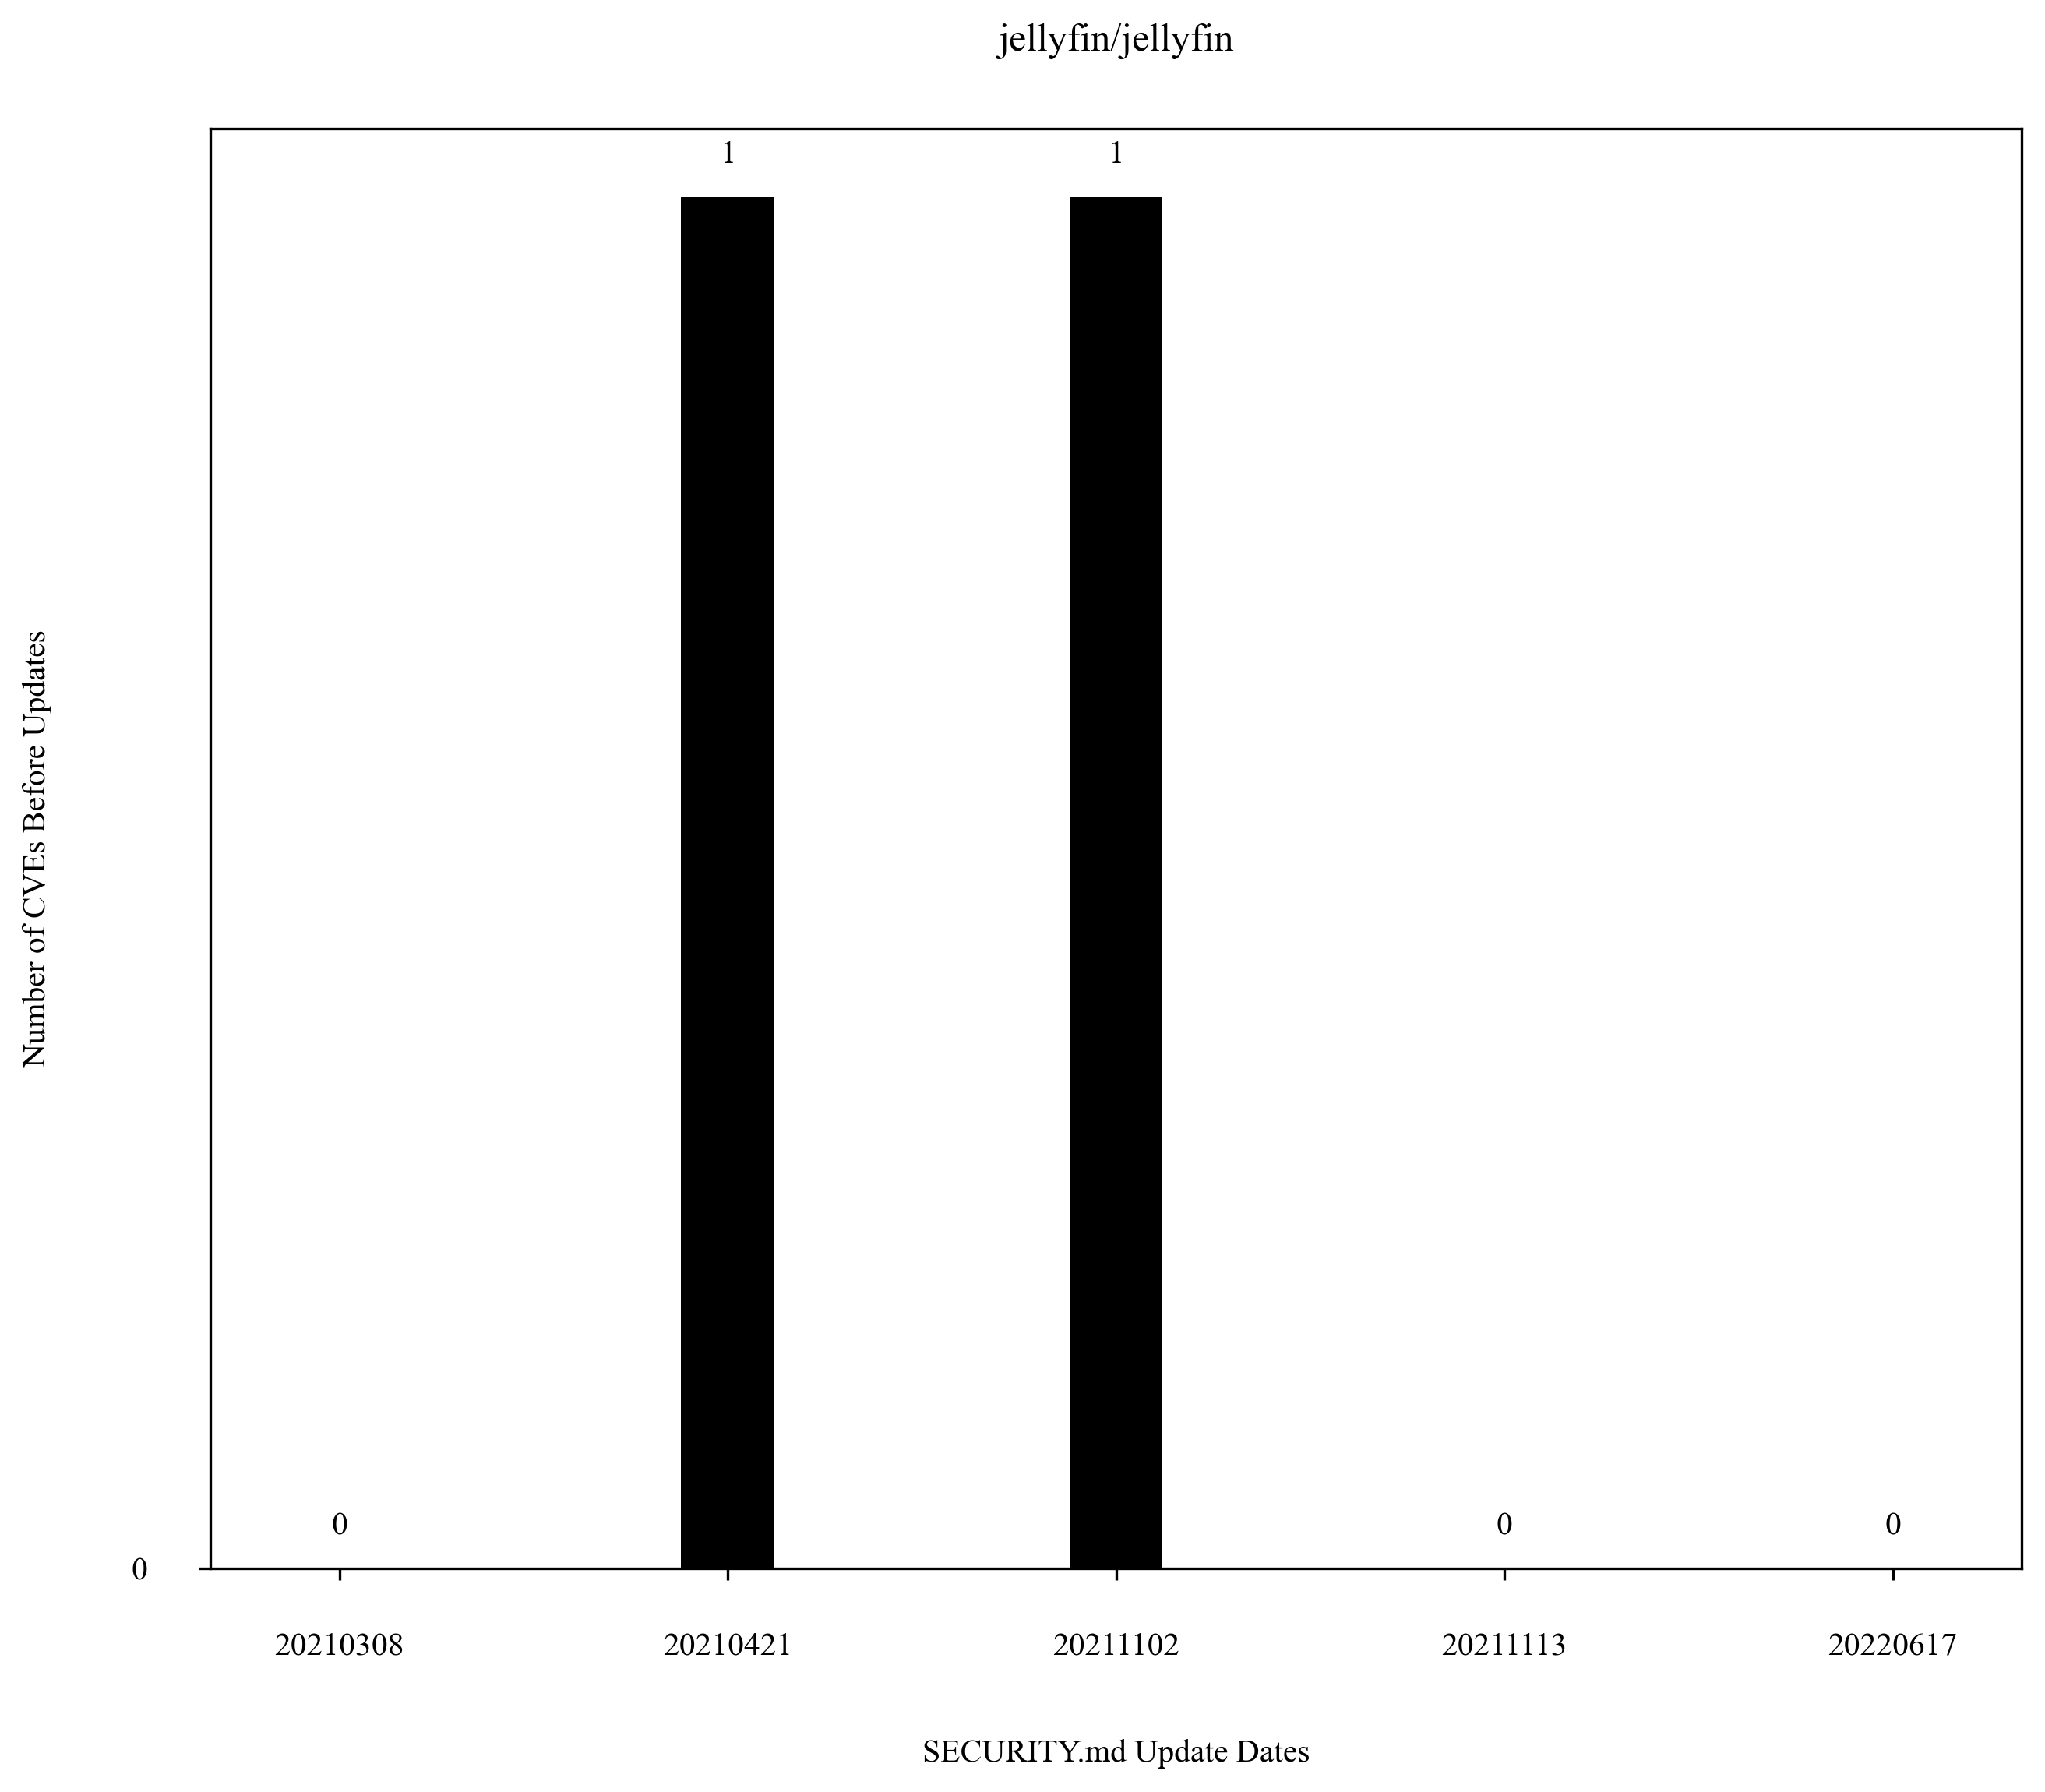 jellyfin/jellyfin
1 1
Number of CVEs Before Updates
0 0 0
0
20210308 20210421 20211102 20211113 20220617
SECURITY.md Update Dates